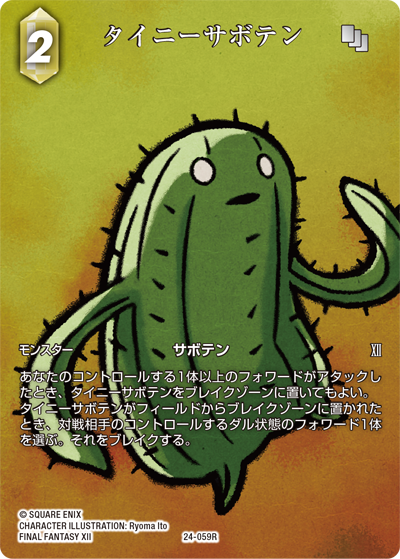 2
タイニーサボテン
モンスター サボテン XII
あなたのコントロールする1体以上のフォワードがアタックし
たとき、タイニーサボテンをブレイクゾーンに置いてもよい。
タイニーサボテンがフィールドからブレイクゾーンに置かれた
とき、対戦相手のコントロールするダル状態のフォワード1体
を選ぶ。それをブレイクする。
© SQUARE ENIX
CHARACTER ILLUSTRATION: Ryoma Ito
FINAL FANTASY XII 24-059R